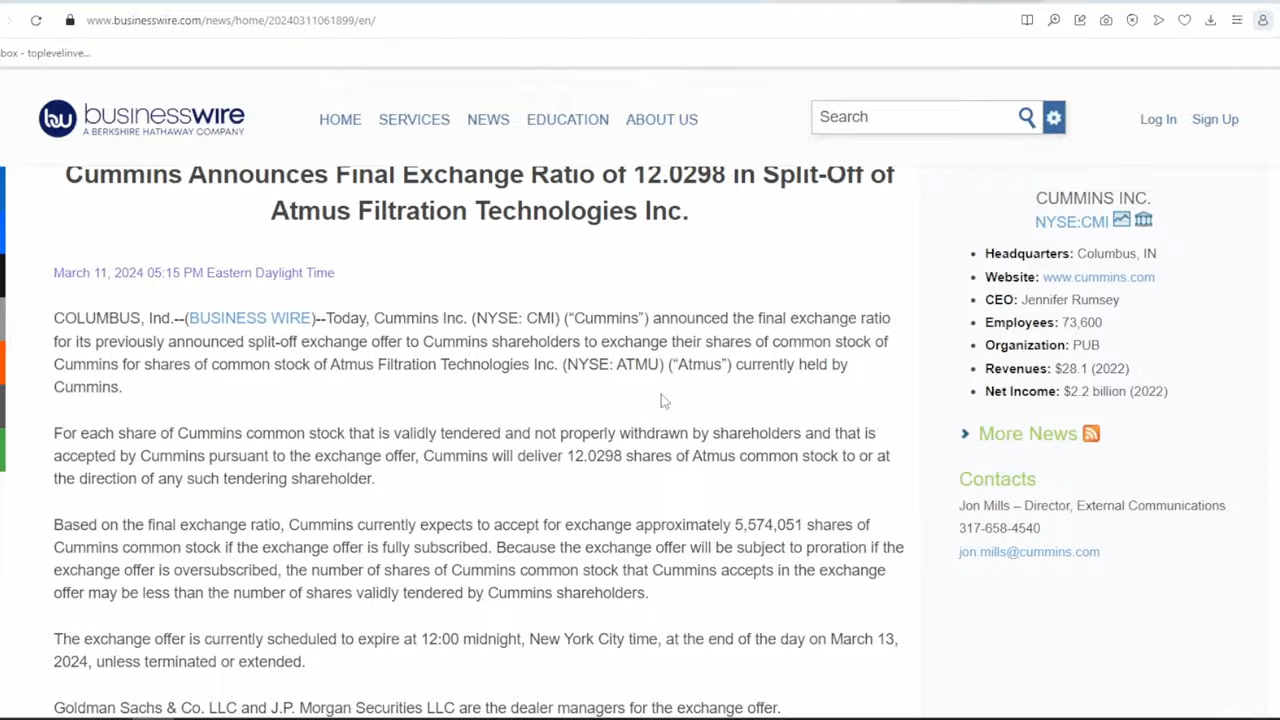 www.businesswire.com/news/home/20240311061899/en/
box - toplevelinve...
businesswire
A BERKSHIRE HATHAWAY COMPANY
HOME SERVICES NEWS EDUCATION ABOUT US
Search
Log In Sign Up
Cummins Announces Final Exchange Ratio of 12.0298 in Split-Off of
Atmus Filtration Technologies Inc.
March 11, 2024 05:15 PM Eastern Daylight Time
COLUMBUS, Ind.--(BUSINESS WIRE)--Today, Cummins Inc. (NYSE: CMI) (“Cummins”) announced the final exchange ratio
for its previously announced split-off exchange offer to Cummins shareholders to exchange their shares of common stock of
Cummins for shares of common stock of Atmus Filtration Technologies Inc. (NYSE: ATMU) (“Atmus”) currently held by
Cummins.
For each share of Cummins common stock that is validly tendered and not properly withdrawn by shareholders and that is
accepted by Cummins pursuant to the exchange offer, Cummins will deliver 12.0298 shares of Atmus common stock to or at
the direction of any such tendering shareholder.
Based on the final exchange ratio, Cummins currently expects to accept for exchange approximately 5,574,051 shares of
Cummins common stock if the exchange offer is fully subscribed. Because the exchange offer will be subject to proration if the
exchange offer is oversubscribed, the number of shares of Cummins common stock that Cummins accepts in the exchange
offer may be less than the number of shares validly tendered by Cummins shareholders.
The exchange offer is currently scheduled to expire at 12:00 midnight, New York City time, at the end of the day on March 13,
2024, unless terminated or extended.
Goldman Sachs & Co. LLC and J.P. Morgan Securities LLC are the dealer managers for the exchange offer.
CUMMINS INC.
NYSE:CMI
Headquarters: Columbus, IN
Website: www.cummins.com
CEO: Jennifer Rumsey
Employees: 73,600
Organization: PUB
Revenues: $28.1 (2022)
Net Income: $2.2 billion (2022)
More News
Contacts
Jon Mills – Director, External Communications
317-658-4540
jon.mills@cummins.com